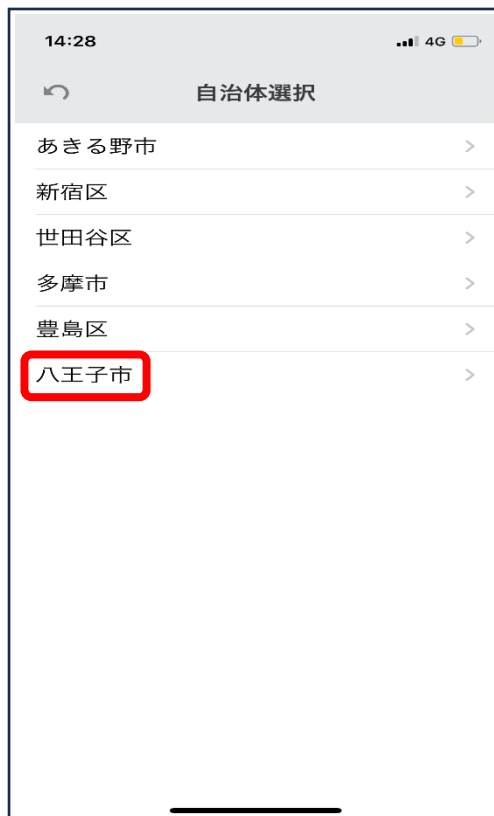 14:28 4G
自治体選択
あきる野市
新宿区
世田谷区
多摩市
豊島区
八王子市